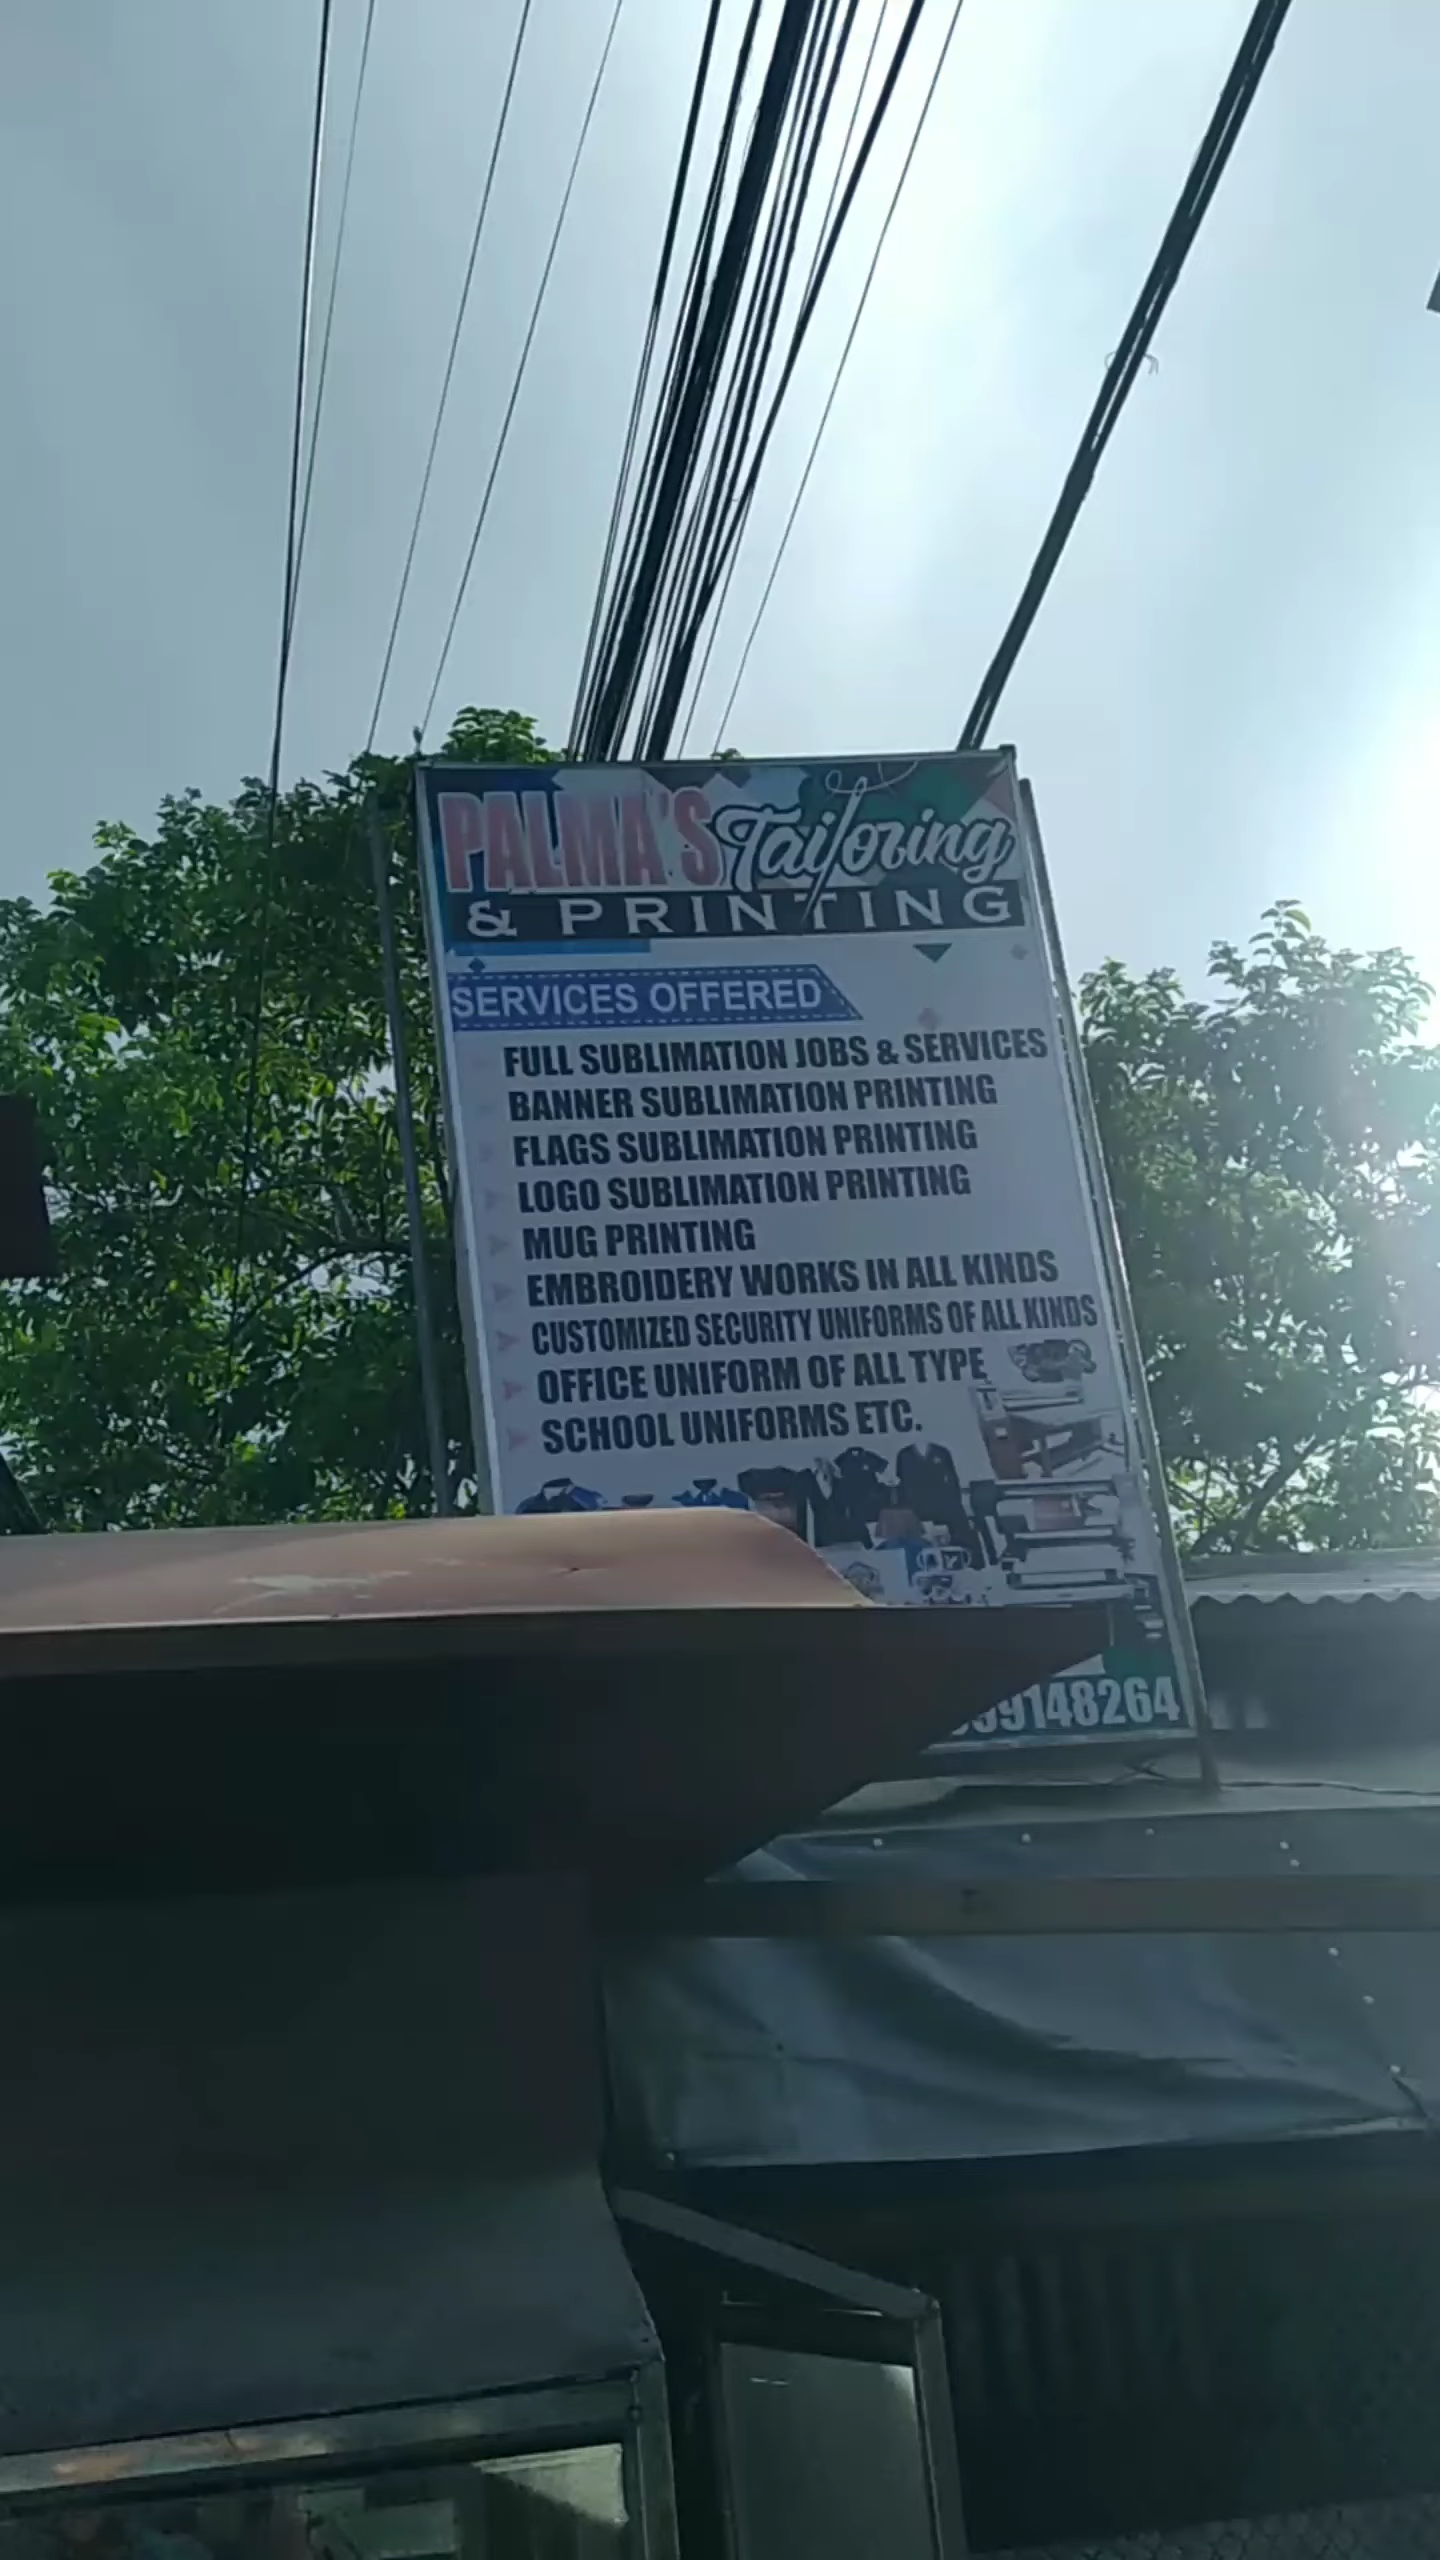 PALMA'S Tailoring
& PRINTING
SERVICES OFFERED
FULL SUBLIMATION JOBS & SERVICES
BANNER SUBLIMATION PRINTING
FLAGS SUBLIMATION PRINTING
LOGO SUBLIMATION PRINTING
MUG PRINTING
EMBROIDERY WORKS IN ALL KINDS
CUSTOMIZED SECURITY UNIFORMS OF ALL KINDS
OFFICE UNIFORM OF ALL TYPE
SCHOOL UNIFORMS ETC.
99148264